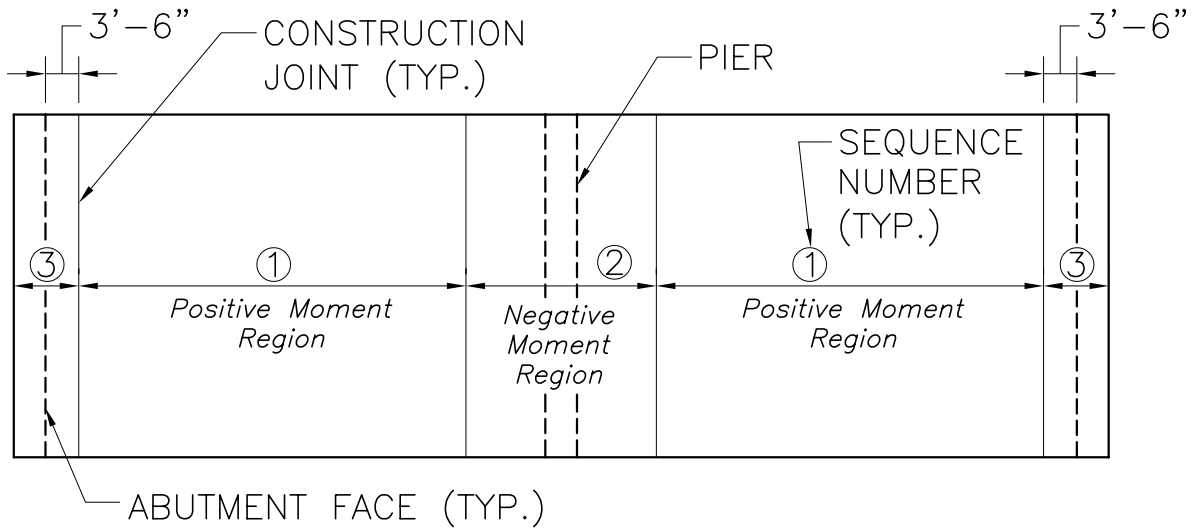 3'-6"
CONSTRUCTION
JOINT (TYP.)
PIER
3'-6"
SEQUENCE
NUMBER
(TYP.)
3
1
2
1
3
Positive Moment
Region
Negative
Moment
Region
Positive Moment
Region
ABUTMENT FACE (TYP.)